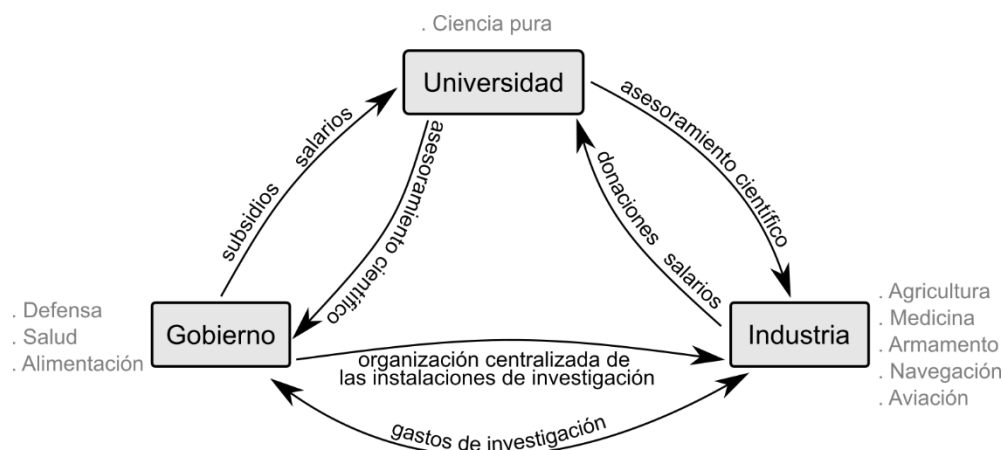 . Ciencia pura
Universidad
subsidios salarios
asesoramiento científico
donaciones salarios
asesoramiento científico
. Defensa
. Salud
. Alimentación
Gobierno
Industria
. Agricultura
. Medicina
. Armamento
. Navegación
. Aviación
organización centralizada de
las instalaciones de investigación
gastos de investigación